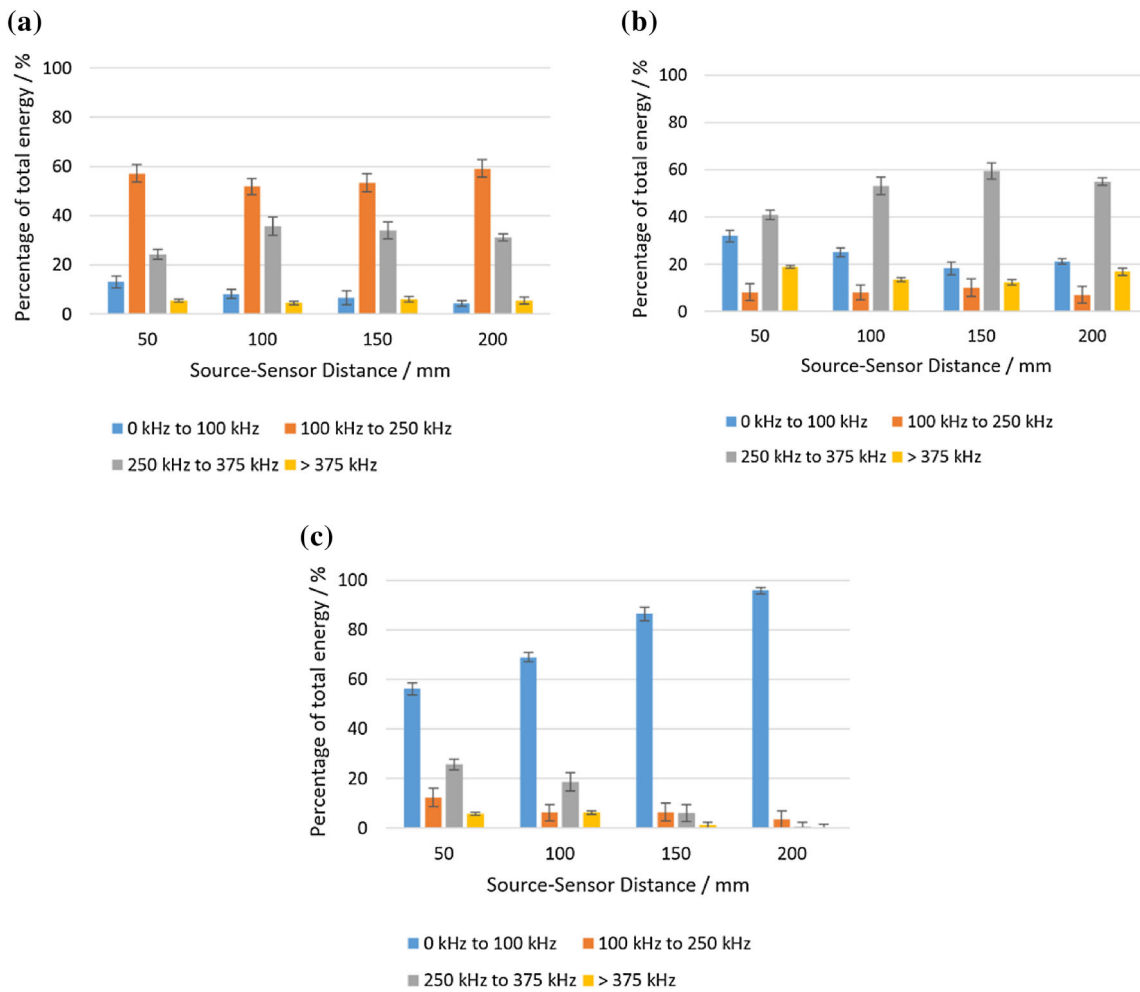 (a)
Percentage of total energy / %
100
80
60
40
20
0
50 100 150 200
Source-Sensor Distance / mm
0 kHz to 100 kHz 100 kHz to 250 kHz
250 kHz to 375 kHz > 375 kHz
(b)
Percentage of total energy / %
100
80
60
40
20
0
50 100 150 200
Source-Sensor Distance / mm
0 kHz to 100 kHz 100 kHz to 250 kHz
250 kHz to 375 kHz > 375 kHz
(c)
Percentage of total energy / %
100
80
60
40
20
0
50 100 150 200
Source-Sensor Distance / mm
0 kHz to 100 kHz 100 kHz to 250 kHz
250 kHz to 375 kHz > 375 kHz